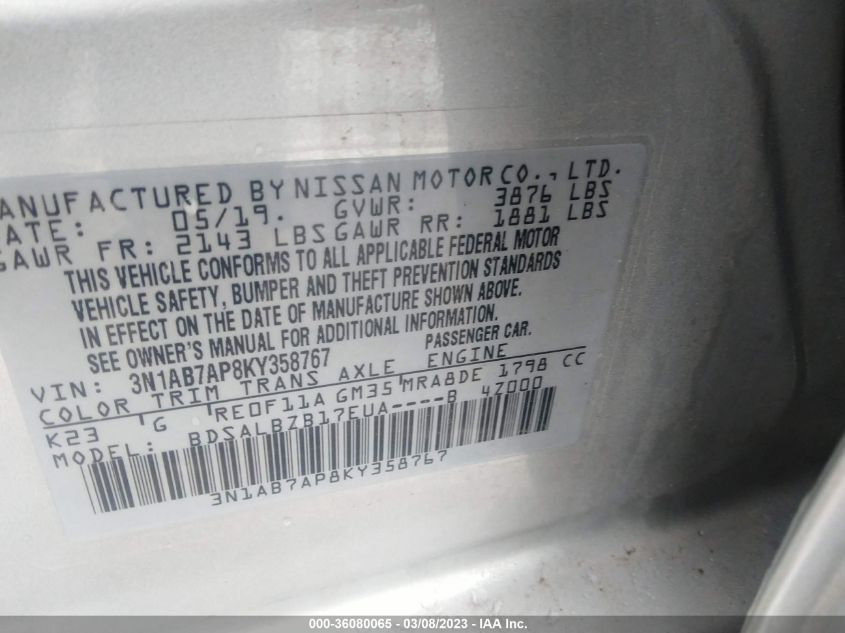 ANUFACTURED BY NISSAN MOTOR CO., LTD.
ATE: 05/19. GVWR: 3876 LBS
GAWR FR: 2143 LBS GAWR RR: 1881 LBS
THIS VEHICLE CONFORMS TO ALL APPLICABLE FEDERAL MOTOR
VEHICLE SAFETY, BUMPER AND THEFT PREVENTION STANDARDS
IN EFFECT ON THE DATE OF MANUFACTURE SHOWN ABOVE.
SEE OWNER'S MANUAL FOR ADDITIONAL INFORMATION.
PASSENGER CAR.
VIN: 3N1AB7AP8KY358767
COLOR TRIM TRANS AXLE ENGINE
K23 G RE0F11A GM35 MRA8DE 1798 CC
MODEL: BDSALBZB17EUA----B 4Z000
3N1AB7AP8KY358767
000-36080065 - 03/08/2023 - IAA Inc.